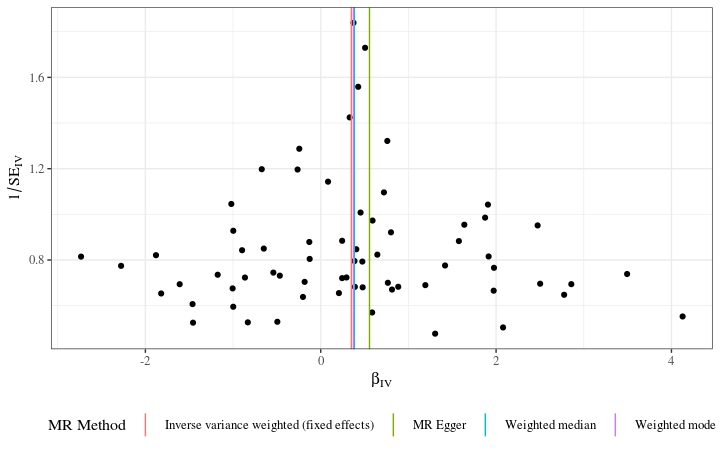 1.6
1.2
0.8
1/SE_IV
-2 0 2 4
β_IV
MR Method Inverse variance weighted (fixed effects) MR Egger Weighted median Weighted mode